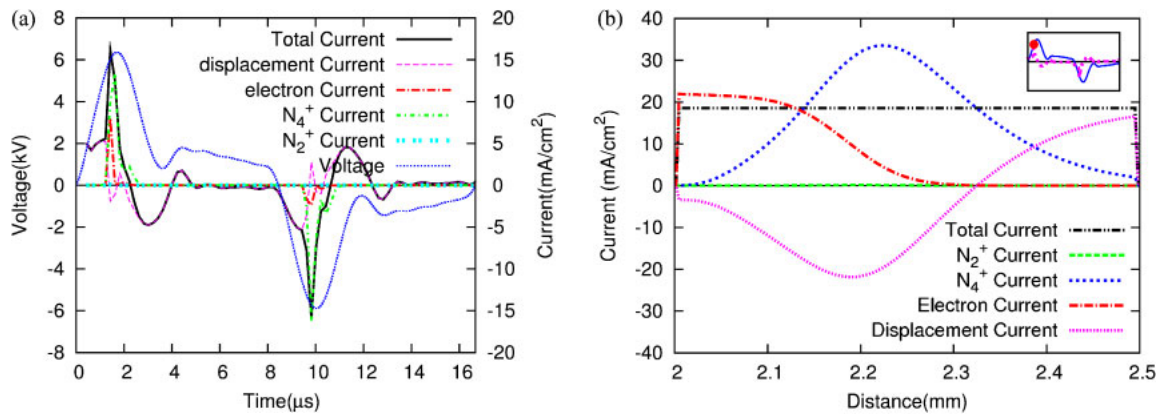 (a)
Voltage(kV)
8
6
4
2
0
-2
-4
-6
-8
Total Current
displacement Current
electron Current
N₄⁺ Current
N₂⁺ Current
Voltage
20
15
10
5
0
-5
-10
-15
-20
Current(mA/cm²)
0 2 4 6 8 10 12 14 16
Time(μs)
(b)
Current (mA/cm²)
40
30
20
10
0
-10
-20
-30
-40
Total Current
N₂⁺ Current
N₄⁺ Current
Electron Current
Displacement Current
2 2.1 2.2 2.3 2.4 2.5
Distance(mm)